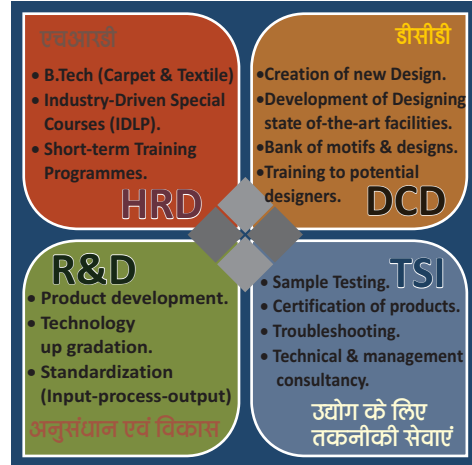 एचआरडी
• B.Tech (Carpet & Textile)
• Industry-Driven Special
Courses (IDLP).
• Short-term Training
Programmes.
HRD
डीसीडी
•Creation of new Design.
•Development of Designing
state of-the-art facilities.
•Bank of motifs & designs.
•Training to potential
designers.
DCD
R&D
• Product development.
• Technology
up gradation.
• Standardization
(Input-process-output)
अनुसंधान एवं विकास
TSI
• Sample Testing.
• Certification of products.
• Troubleshooting.
• Technical & management
consultancy.
उद्योग के लिए
तकनीकी सेवाएं